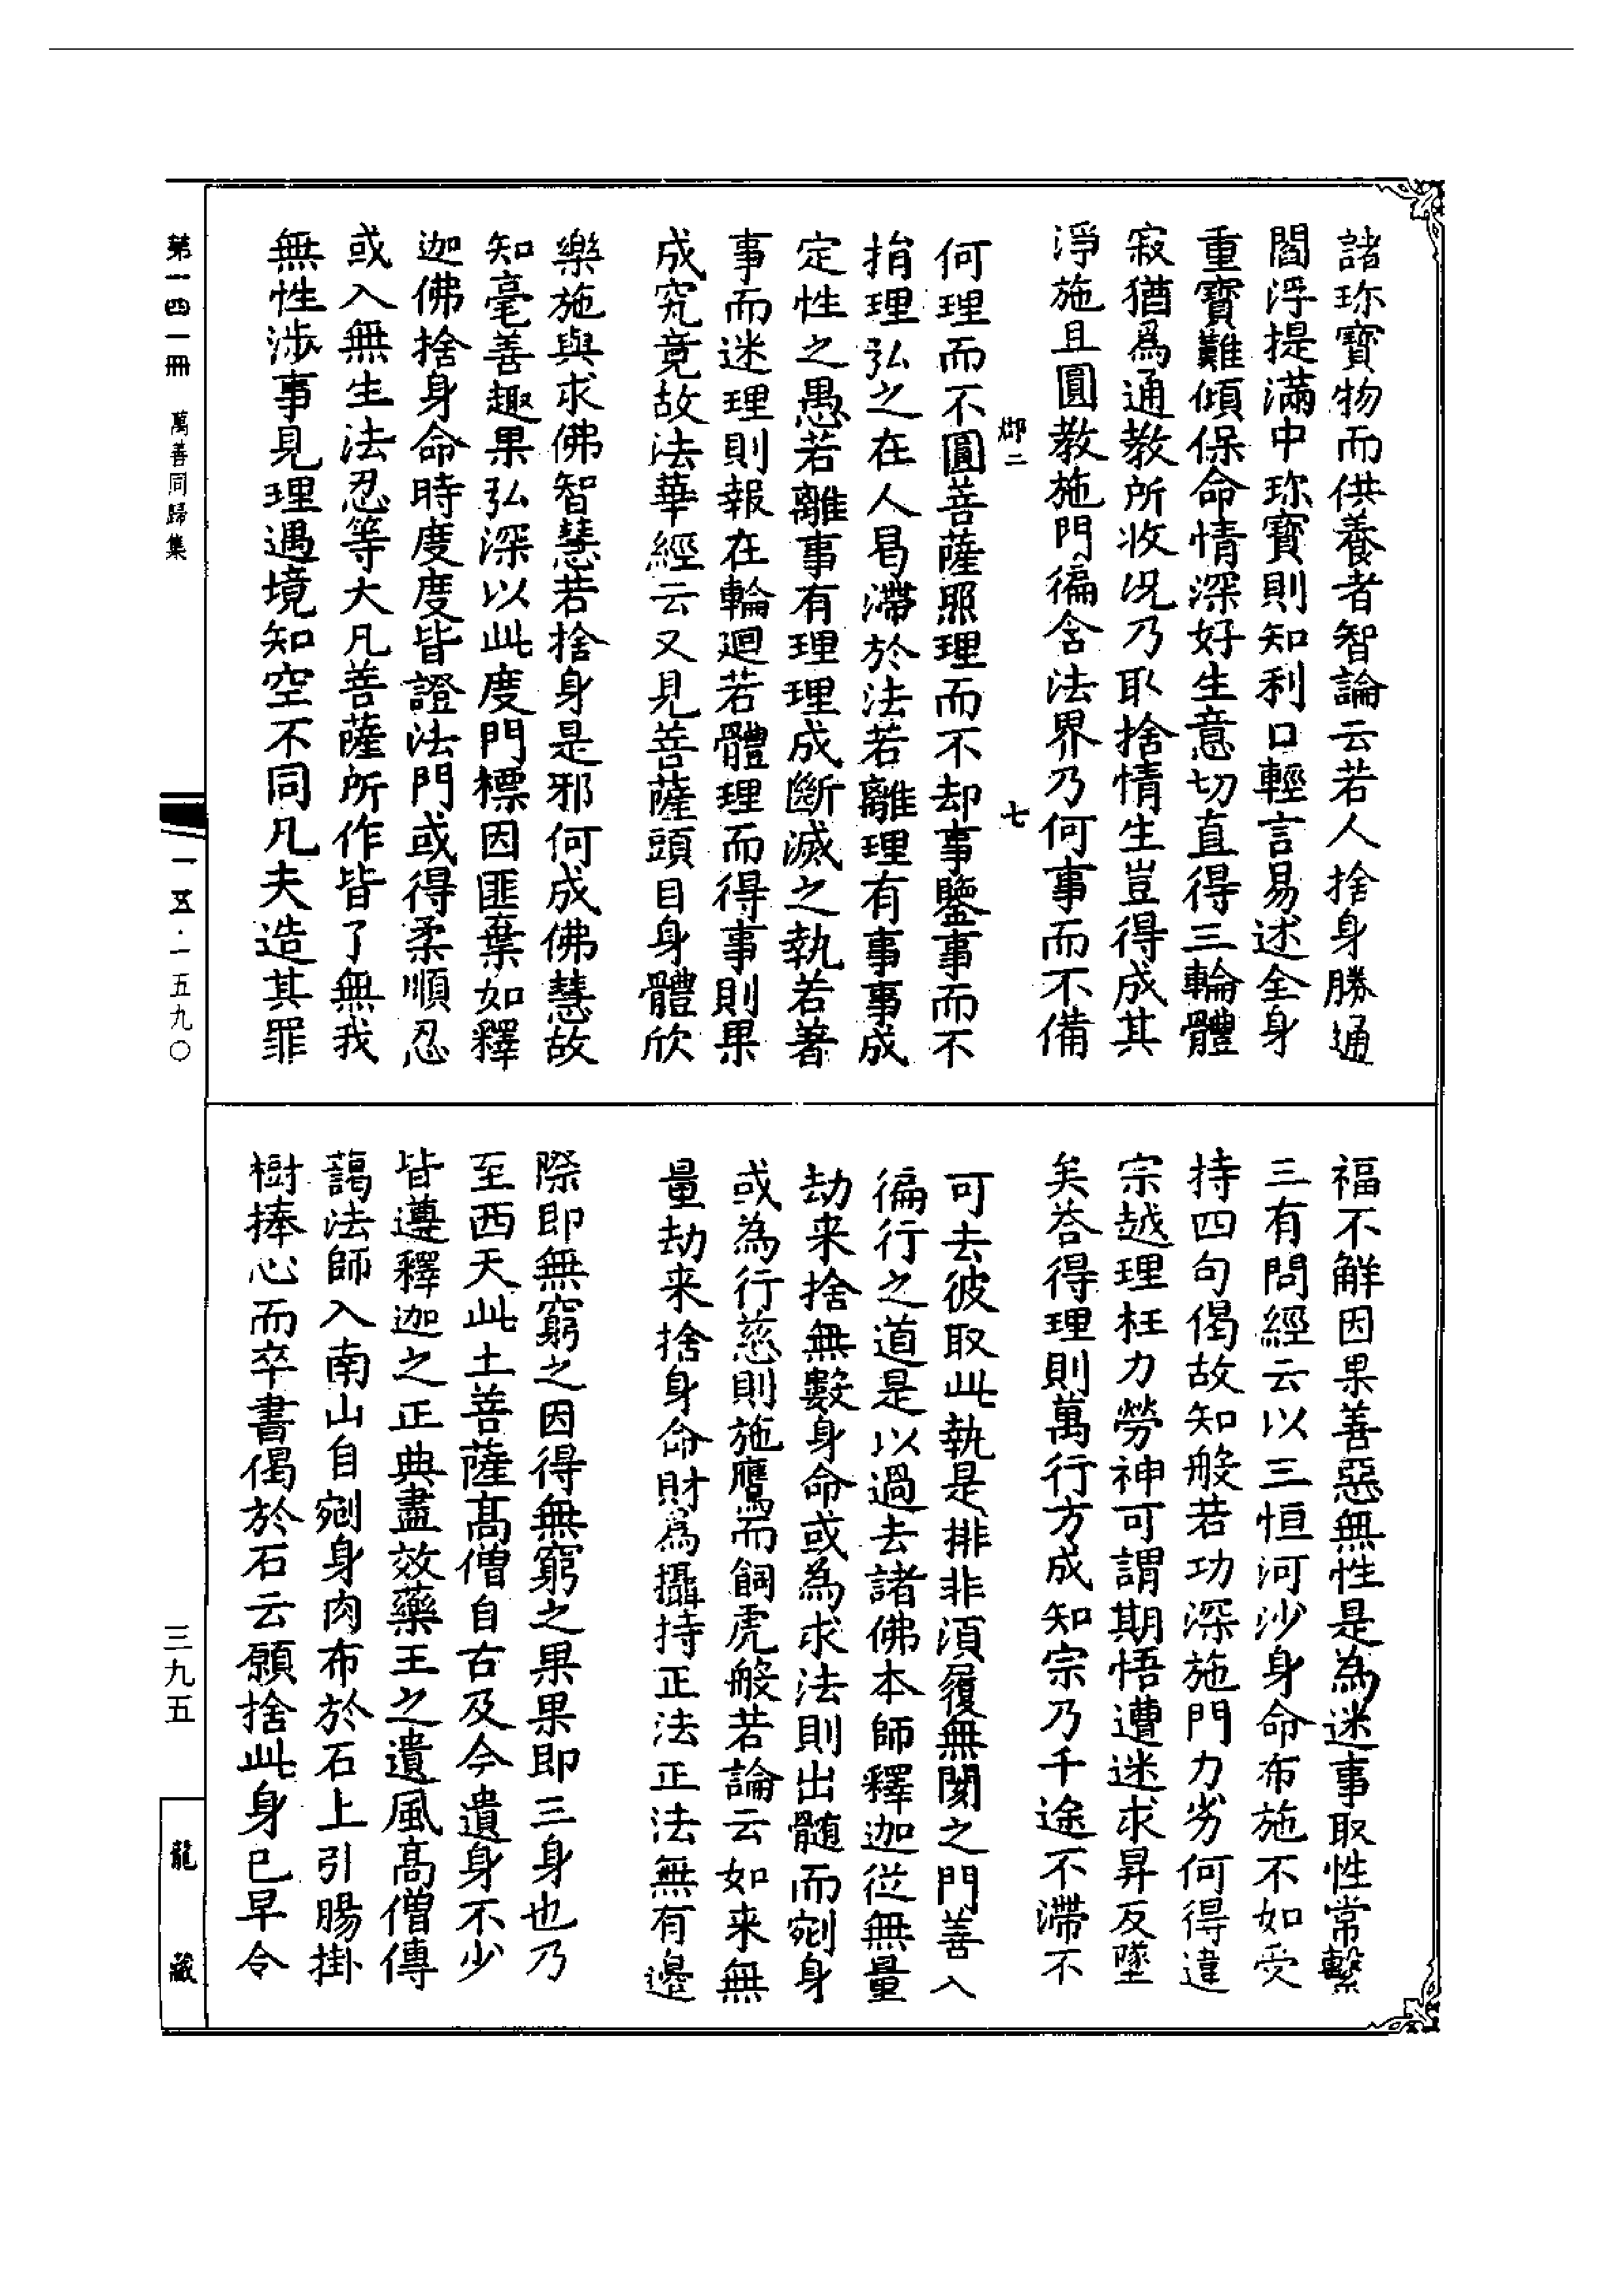 諸珎寶物而供養者智論云若人捨身勝通
閻浮提滿中珎寶則知利口輕言易述全身
重寶難傾保命情深好生意切直得三輪體
寂猶爲通教所收况乃取捨情生豈得成其
淨施且圓教施門徧含法界乃何事而不備
七
何理而不圓菩薩照理而不却事鑒事而不
捐理弘之在人曷滯於法若離理有事事成
定性之愚若離事有理理成斷滅之執若著
事而迷理則報在輪迴若體理而得事則果
成究竟故法華經云又見菩薩頭目身體欣
樂施與求佛智慧若捨身是邪何成佛慧故
知毫善趣果弘深以此度門標因匪棄如釋
迦佛捨身命時度度皆證法門或得柔順忍
或入無生法忍等大凡菩薩所作皆了無我
無性涉事見理遇境知空不同凡夫造其罪
福不解因果善惡無性是為迷事取性常繫
三有問經云以三恒河沙身命布施不如受
持四句偈故知般若功深施門力劣何得違
宗越理枉力勞神可謂期悟遭迷求昇反墜
矣荅得理則萬行方成知宗乃千途不滯不
可去彼取此執是排非須履無閡之門善入
徧行之道是以過去諸佛本師釋迦從無量
劫来捨無數身命或為求法則出髓而剜身
或為行慈則施鷹而飼虎般若論云如来無
量劫来捨身命財爲攝持正法正法無有邊
際即無窮之因得無窮之果果即三身也乃
至西天此土菩薩髙僧自古及今遺身不少
皆遵釋迦之正典盡效藥王之遺風高僧傳
藹法師入南山自剜身肉布於石上引腸掛
樹捧心而卒書偈於石云願捨此身已早令
第一四一冊 萬善同歸集
一五·一五九〇
三九五
龍藏